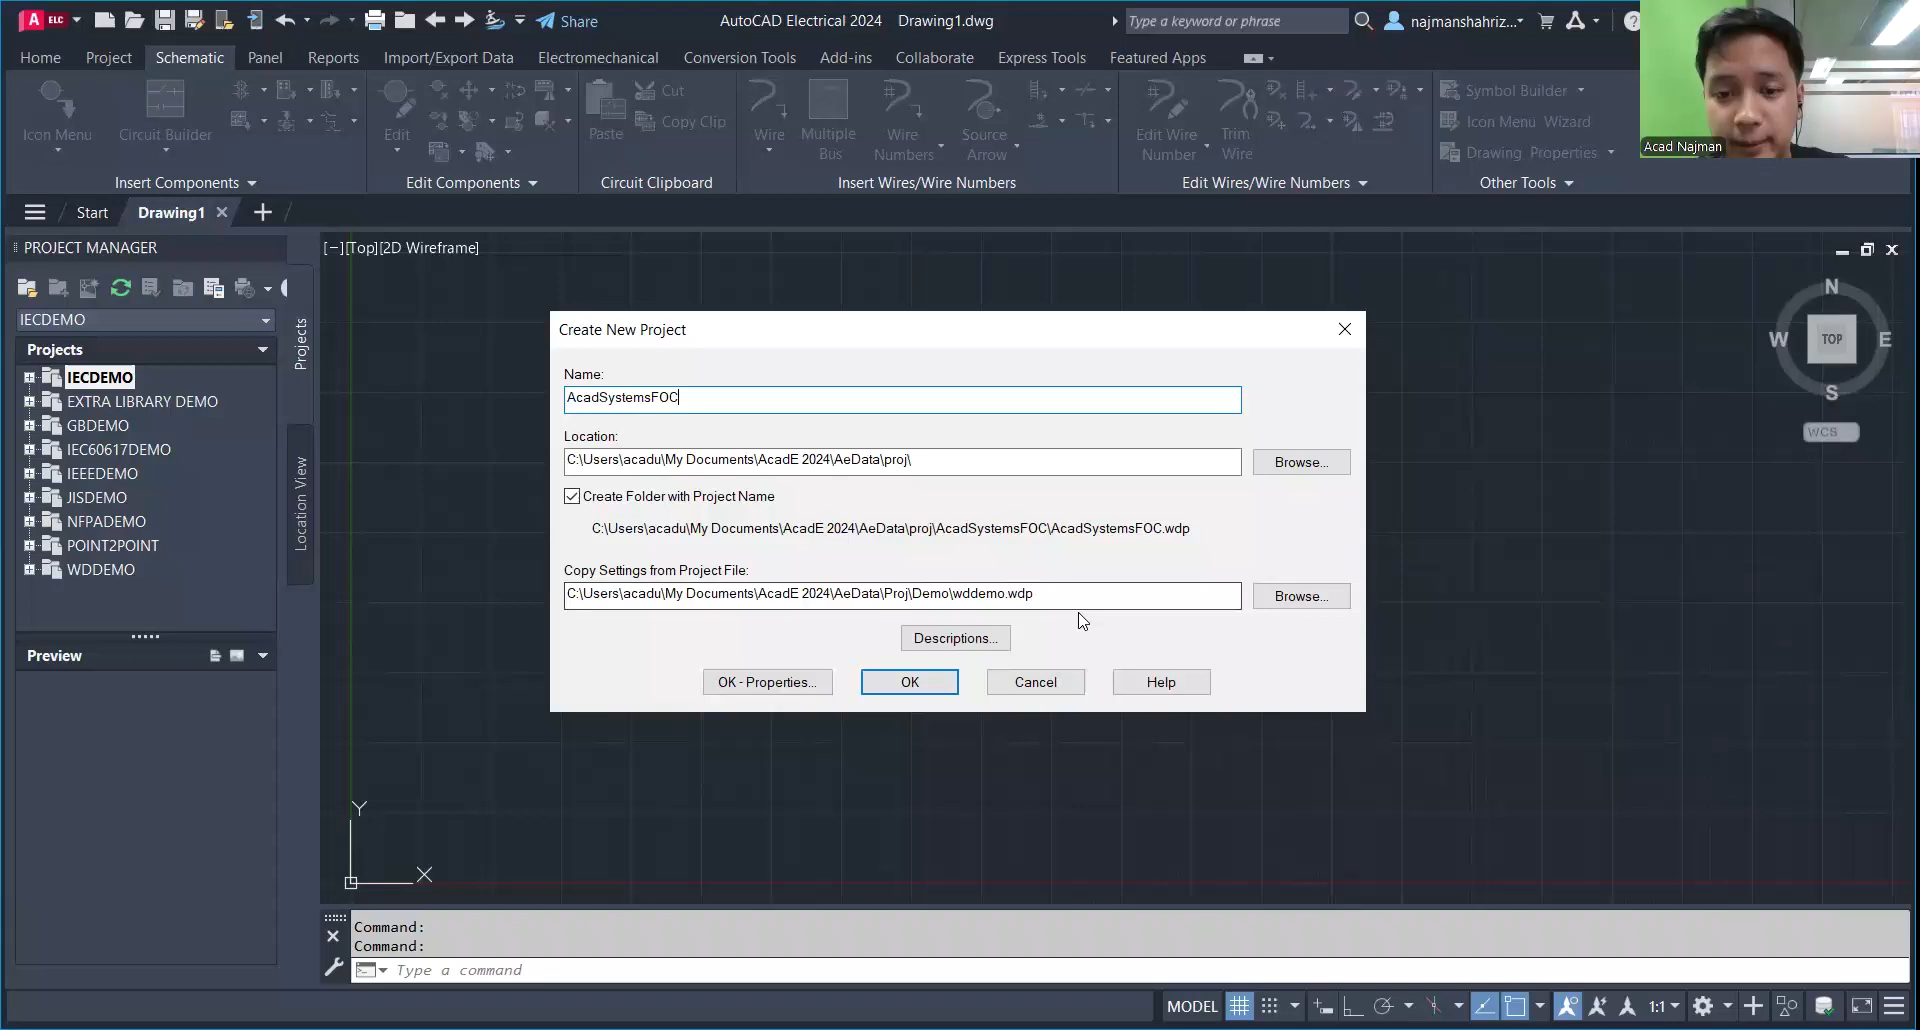 A ELC
Share
AutoCAD Electrical 2024 Drawing1.dwg
Type a keyword or phrase
najmanshahriz...
Home Project Schematic Panel Reports Import/Export Data Electromechanical Conversion Tools Add-ins Collaborate Express Tools Featured Apps
Icon Menu
Circuit Builder
Edit
Paste
Cut
Copy Clip
Wire
Multiple Bus
Wire Numbers
Source Arrow
Edit Wire Number
Trim Wire
Symbol Builder
Icon Menu Wizard
Drawing Properties
Acad Najman
Insert Components
Edit Components
Circuit Clipboard
Insert Wires/Wire Numbers
Edit Wires/Wire Numbers
Other Tools
Start
Drawing1
PROJECT MANAGER
[−][Top][2D Wireframe]
IECDEMO
Projects
IECDEMO
EXTRA LIBRARY DEMO
GBDEMO
IEC60617DEMO
IEEEDEMO
JISDEMO
NFPADEMO
POINT2POINT
WDDEMO
Preview
Projects
Location View
Create New Project
Name:
AcadSystemsFOC
Location:
C:\Users\acadu\My Documents\AcadE 2024\AeData\proj\
Browse...
Create Folder with Project Name
C:\Users\acadu\My Documents\AcadE 2024\AeData\proj\AcadSystemsFOC\AcadSystemsFOC.wdp
Copy Settings from Project File:
C:\Users\acadu\My Documents\AcadE 2024\AeData\Proj\Demo\wddemo.wdp
Browse...
Descriptions...
OK - Properties...
OK
Cancel
Help
N
W
TOP
E
S
WCS
Y
X
Command:
Command:
Type a command
MODEL
1:1